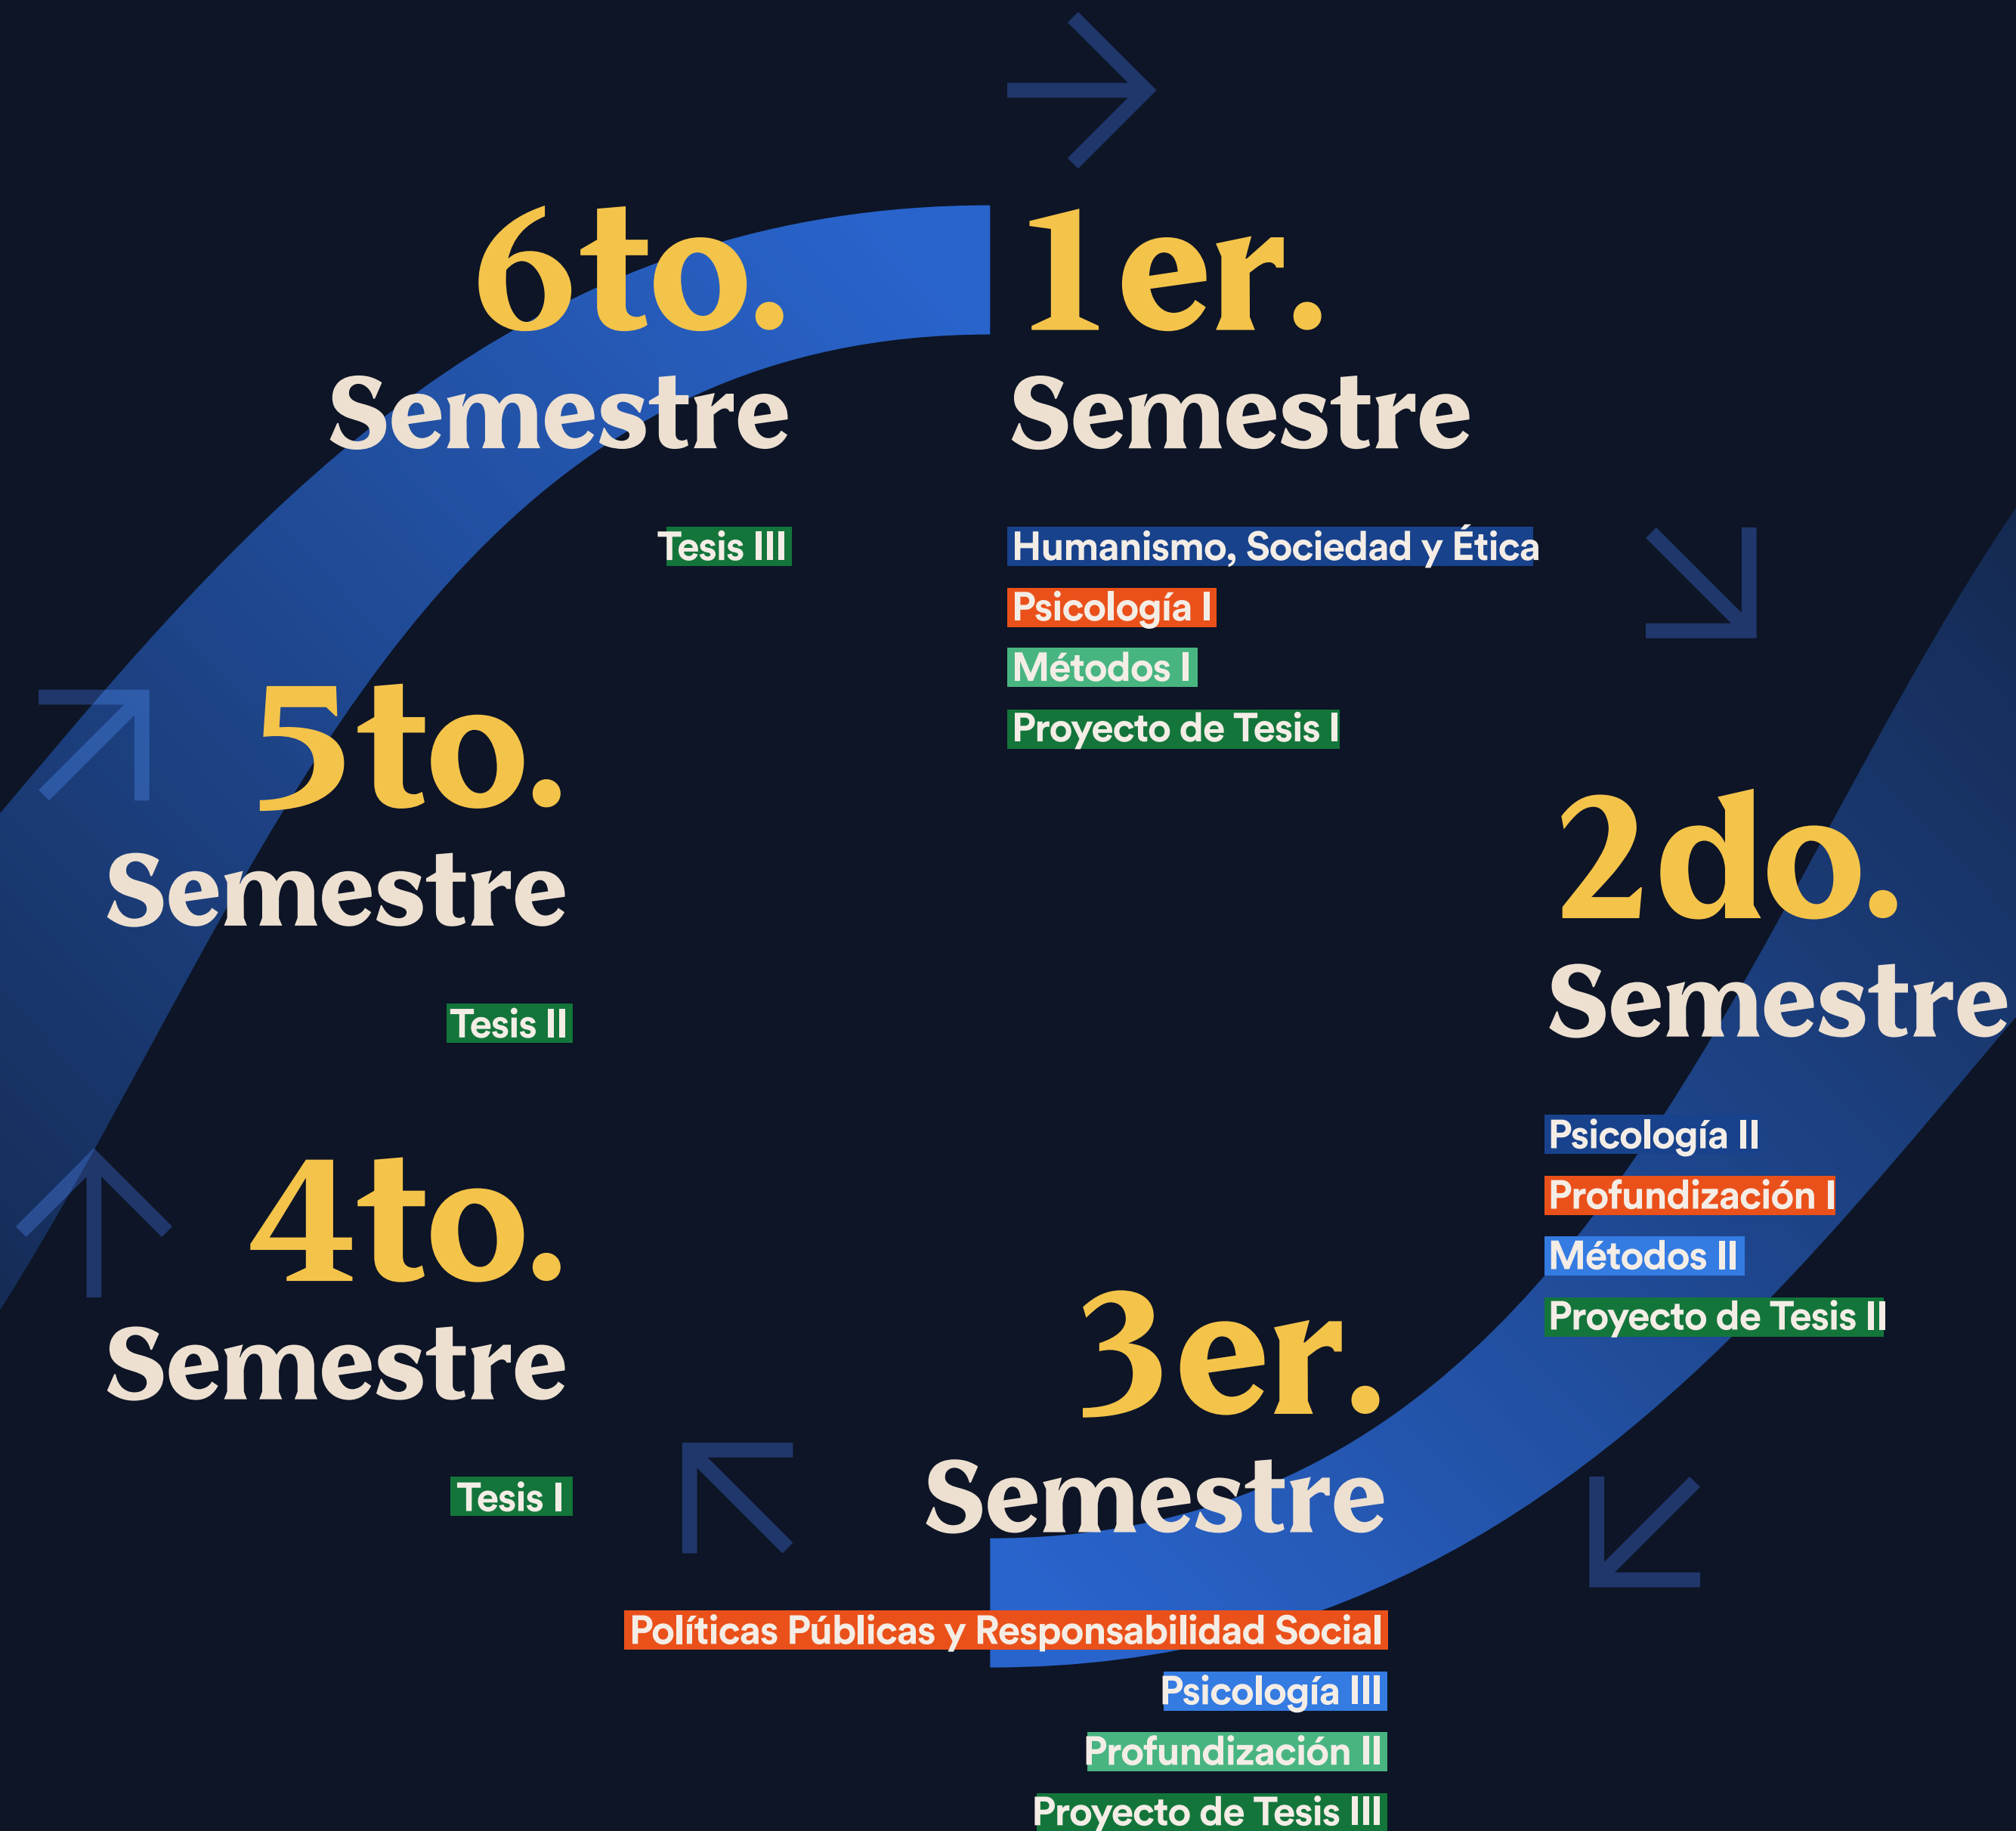 1er.
Semestre
Humanismo, Sociedad y Ética
Psicología I
Métodos I
Proyecto de Tesis I
2do.
Semestre
Psicología II
Profundización I
Métodos II
Proyecto de Tesis II
3er.
Semestre
Políticas Públicas y Responsabilidad Social
Psicología III
Profundización II
Proyecto de Tesis III
4to.
Semestre
Tesis I
5to.
Semestre
Tesis II
6to.
Semestre
Tesis III